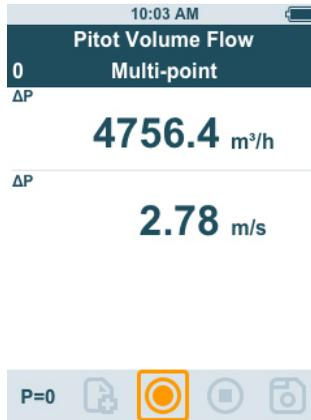 10:03 AM
Pitot Volume Flow
0 Multi-point
ΔP
4756.4 m³/h
ΔP
2.78 m/s
P=0